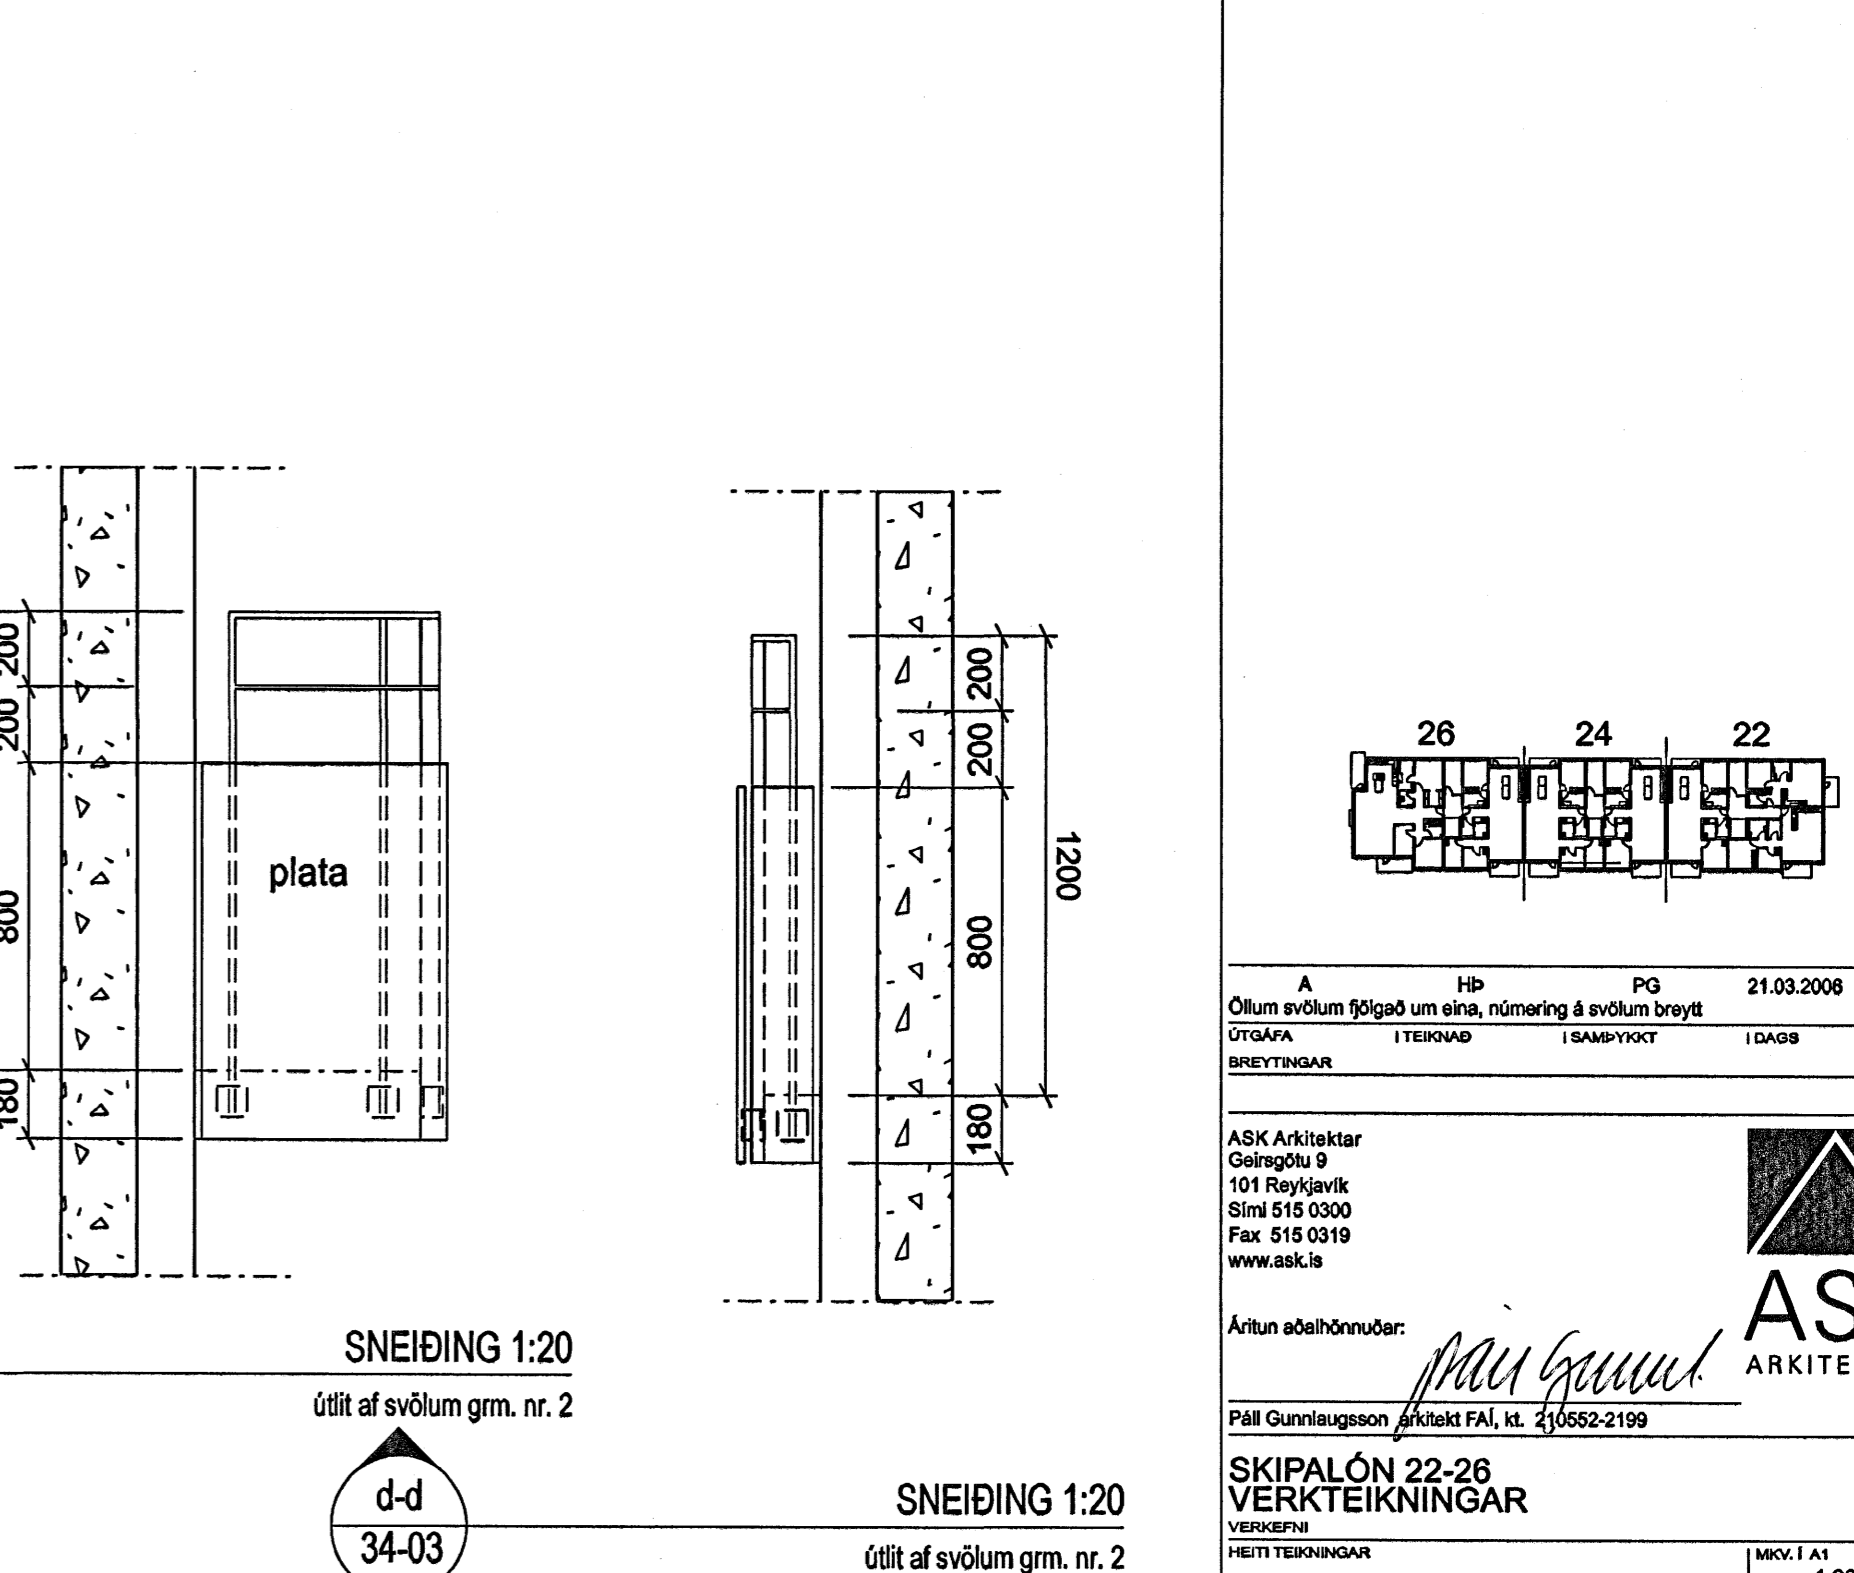 200
200
800
180
plata
SNEIÐING 1:20
útlit af svölum grm. nr. 2
d-d
34-03
200
200
800
180
1200
SNEIÐING 1:20
útlit af svölum grm. nr. 2
26 24 22
A HÞ PG 21.03.2006
Öllum svölum fjölgað um eina, númering á svölum breytt
ÚTGÁFA TEIKNAÐ SAMÞYKKT DAGS
BREYTINGAR
ASK Arkitektar
Geirsgötu 9
101 Reykjavík
Sími 515 0300
Fax 515 0319
www.ask.is
AS
ARKITE
Áritun aðalhönnuðar:
Páll Gunnlaugsson arkitekt FAÍ, kt. 210552-2199
SKIPALÓN 22-26
VERKTEIKNINGAR
VERKEFNI
HEITI TEIKNINGAR MKV. Í A1